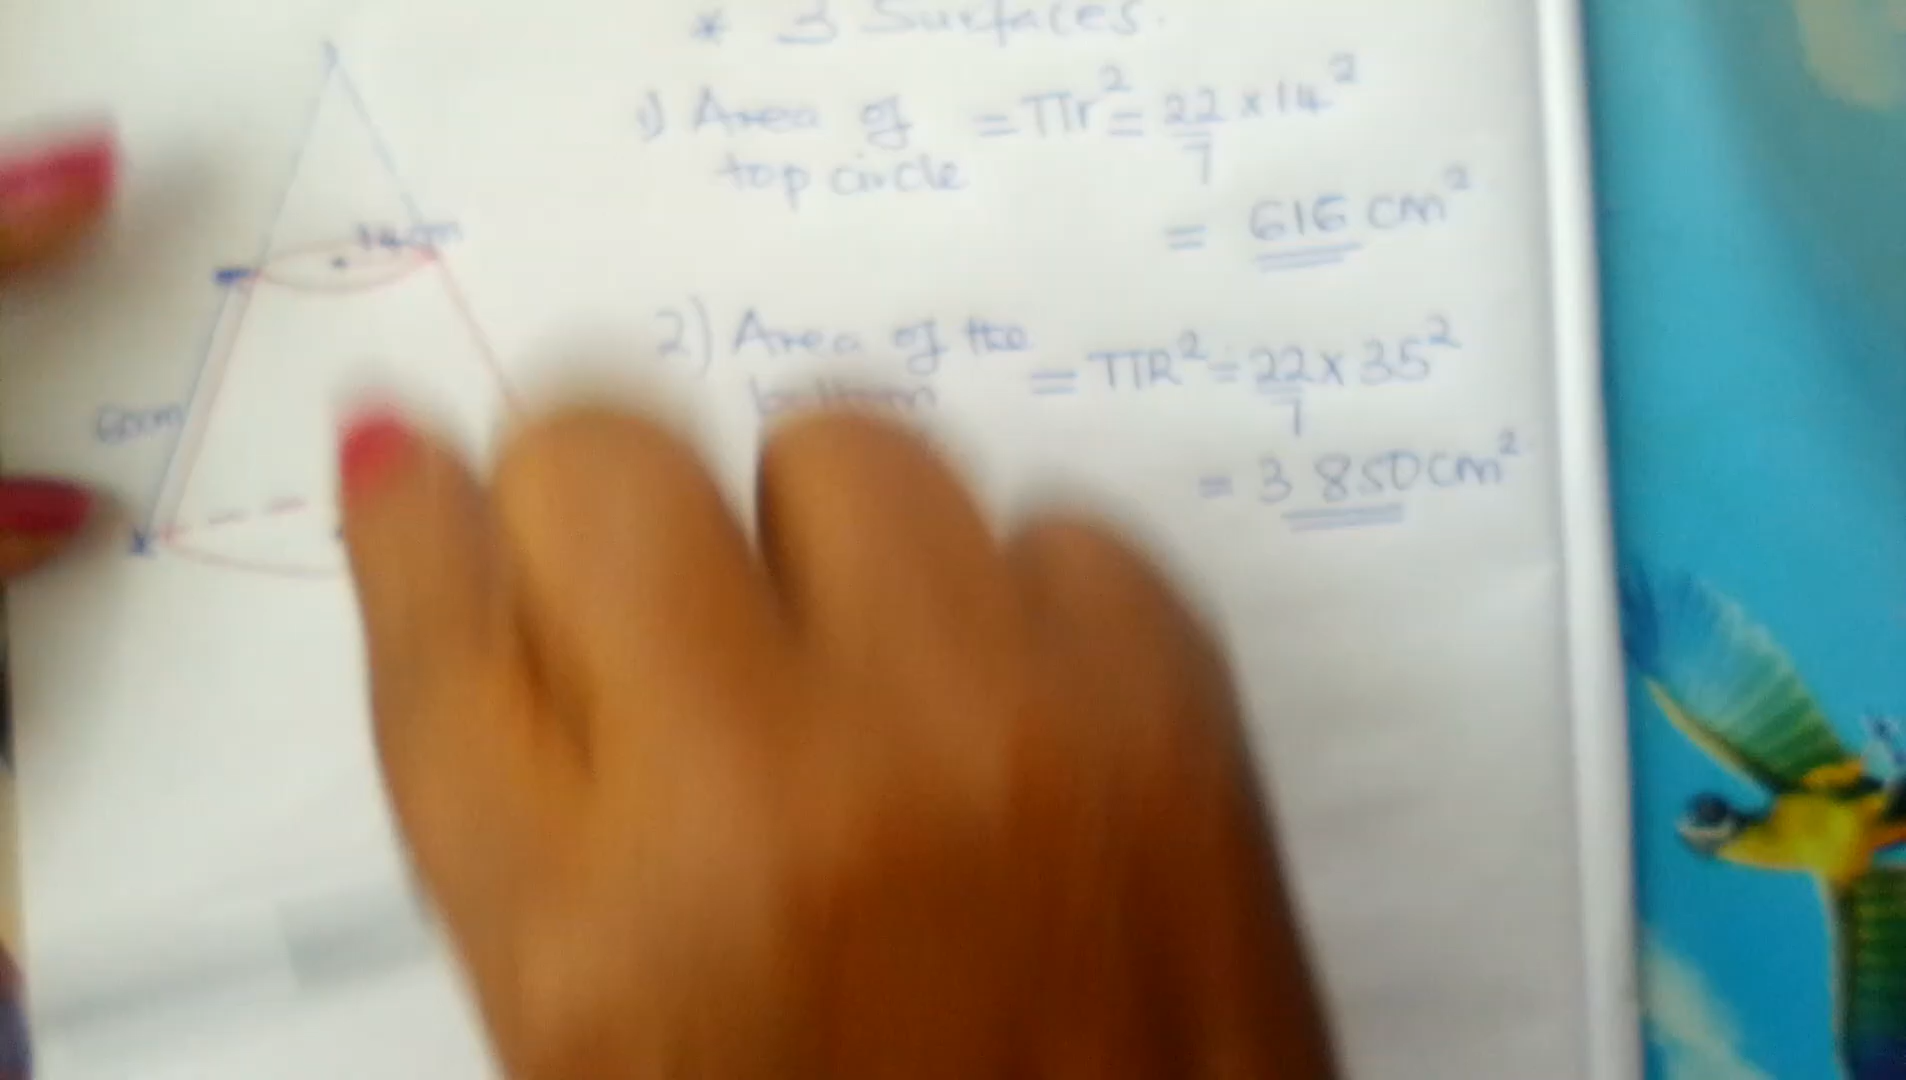 * 3 Surfaces.
1) Area of = πr² = 22/7 × 14²
top circle
= 616 cm²
14cm
2) Area of the = πR² = 22/7 × 35²
bottom
= 3 850 cm²
60cm